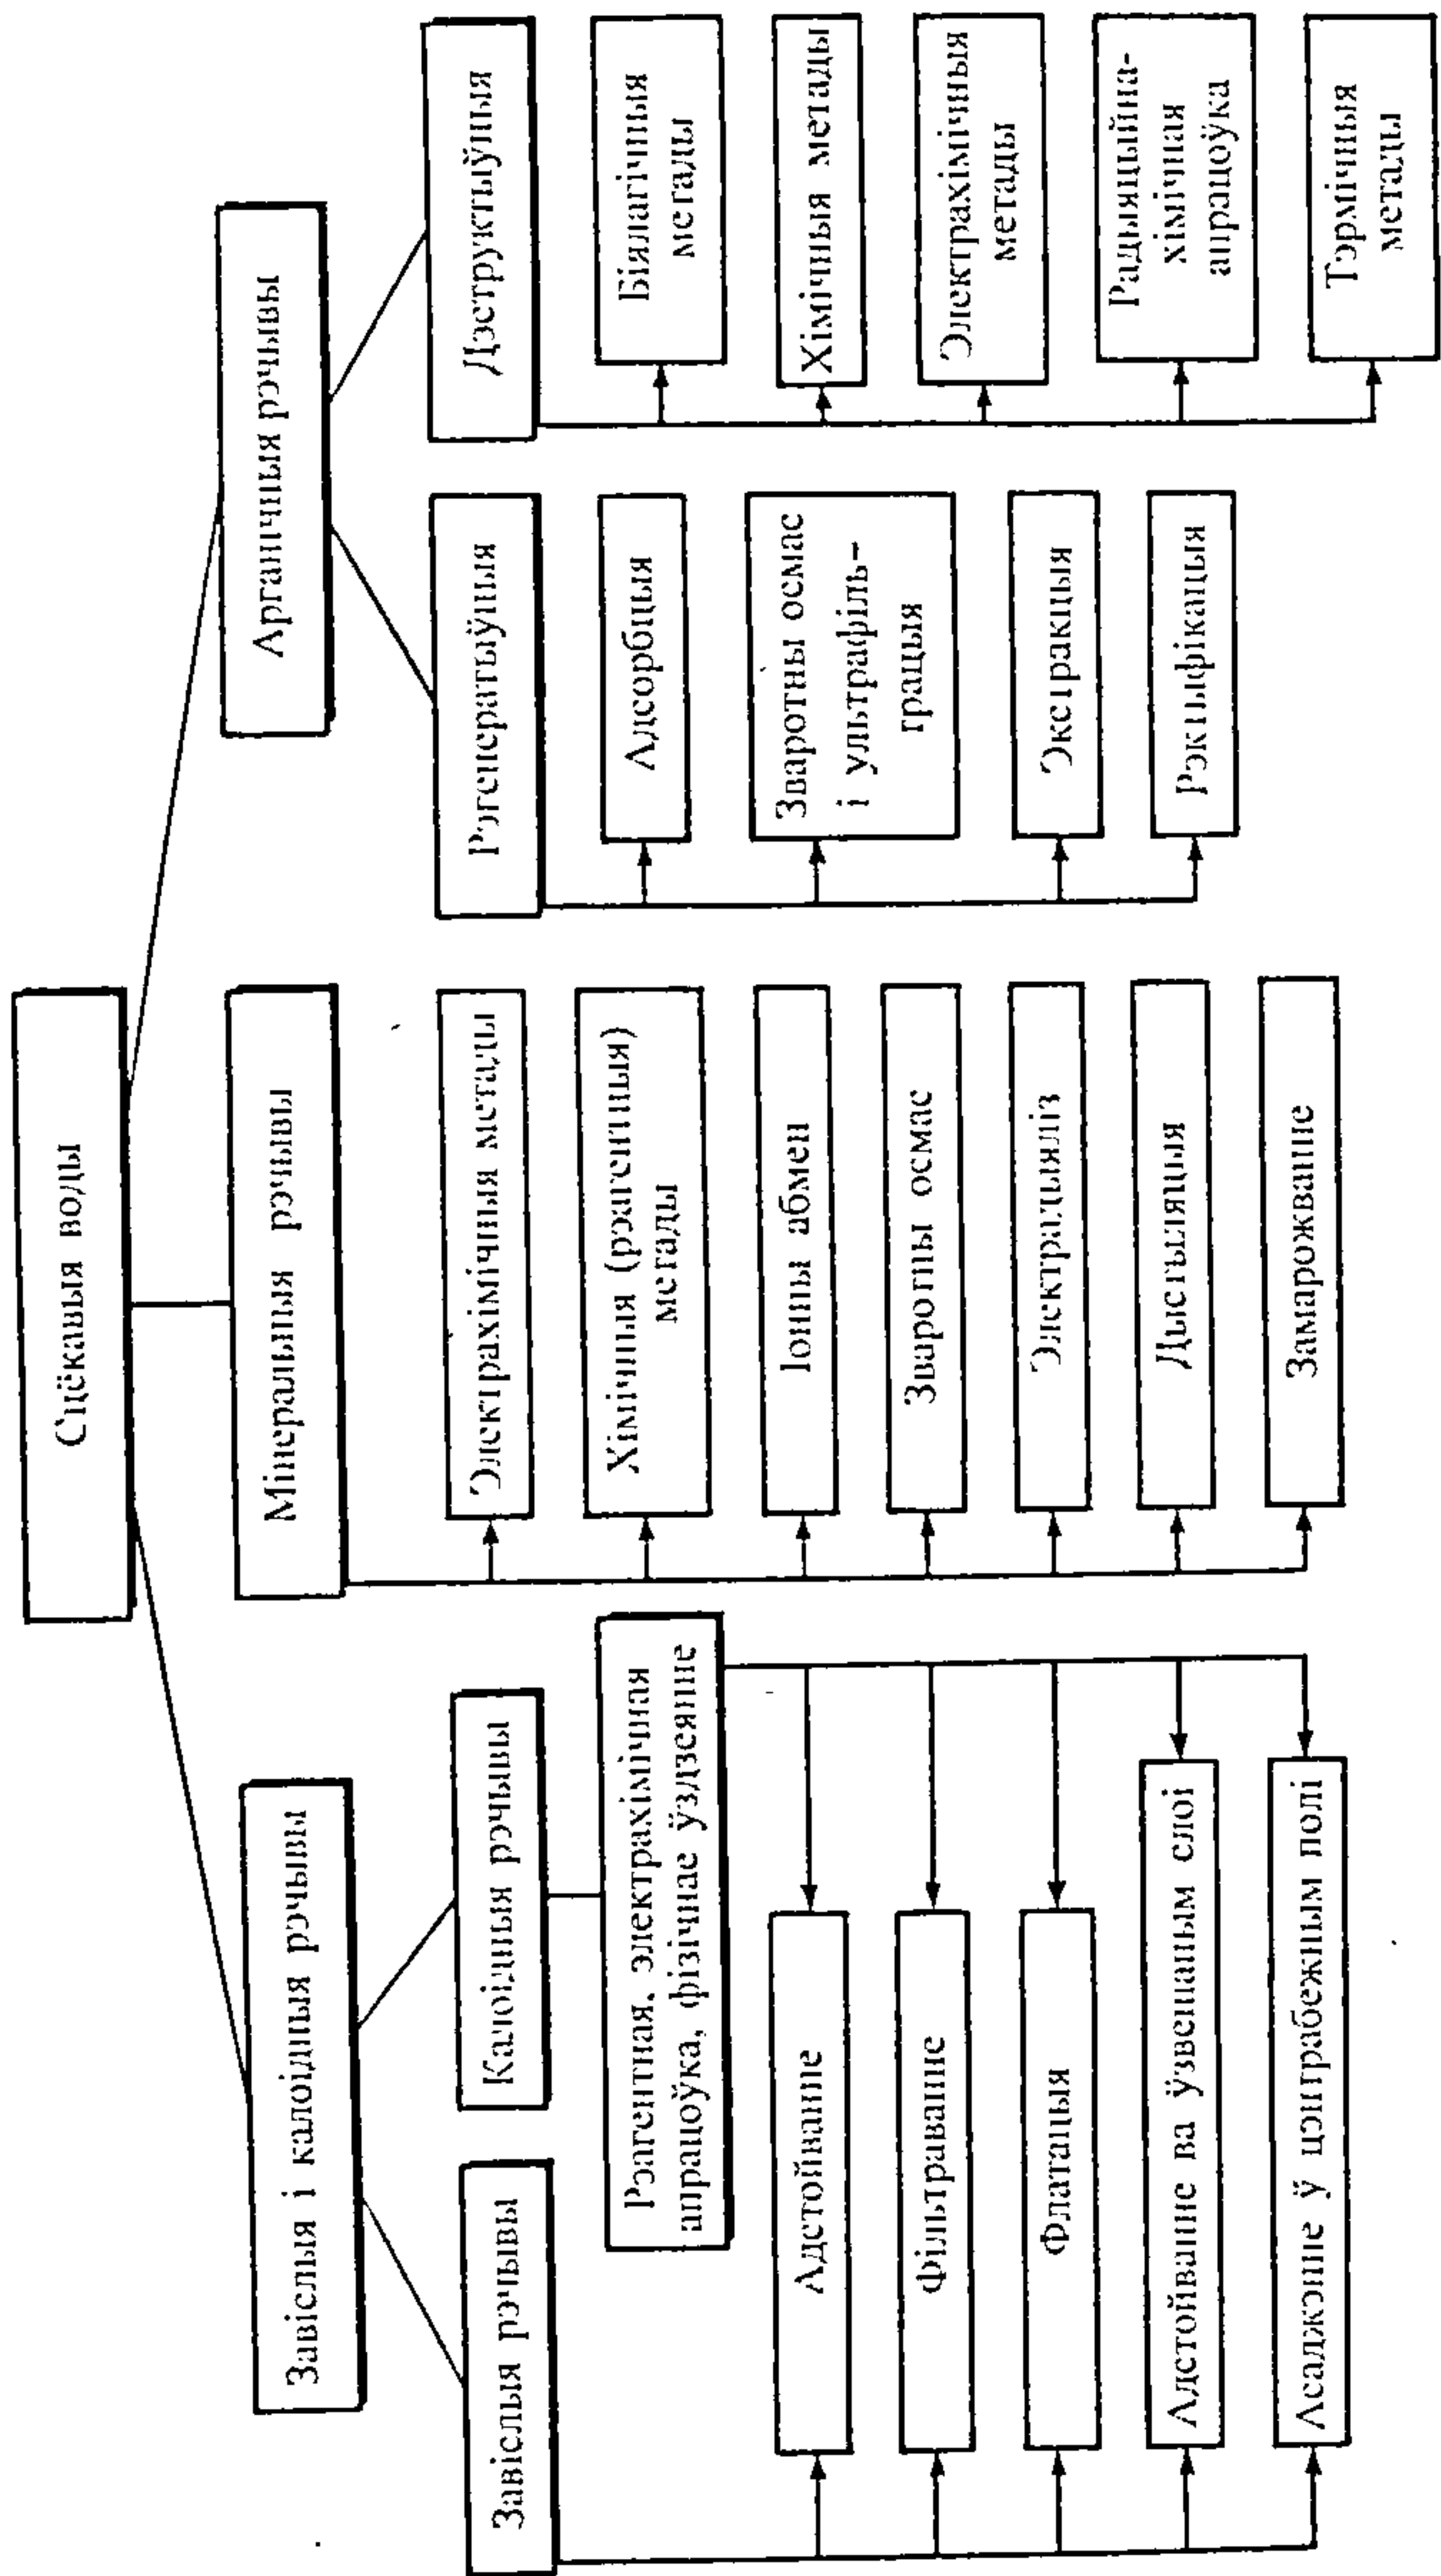 Сцёкавыя воды
Завіслыя і калоідныя рэчывы
Мінеральныя рэчывы
Арганічныя рэчывы
Завіслыя рэчывы
Калоідныя рэчывы
Рэагентная, электрахімічная
апрацоўка, фізічнае ўздзеянне
Адстойванне
Фільтраванне
Флатацыя
Адстойванне ва ўзвешаным слоі
Асаджэнне ў цэнтрабежным полі
Электрахімічныя метады
Хімічныя (рэагентныя)
метады
Іонны абмен
Зваротны осмас
Электрадыяліз
Дыстыляцыя
Замарожванне
Рэгенератыўныя
Адсорбцыя
Зваротны осмас
і ультрафіль-
трацыя
Экстракцыя
Рэктыфікацыя
Дэструктыўныя
Біялагічныя
метады
Хімічныя метады
Электрахімічныя
метады
Радыяцыйна-
хімічная
апрацоўка
Тэрмічныя
метады